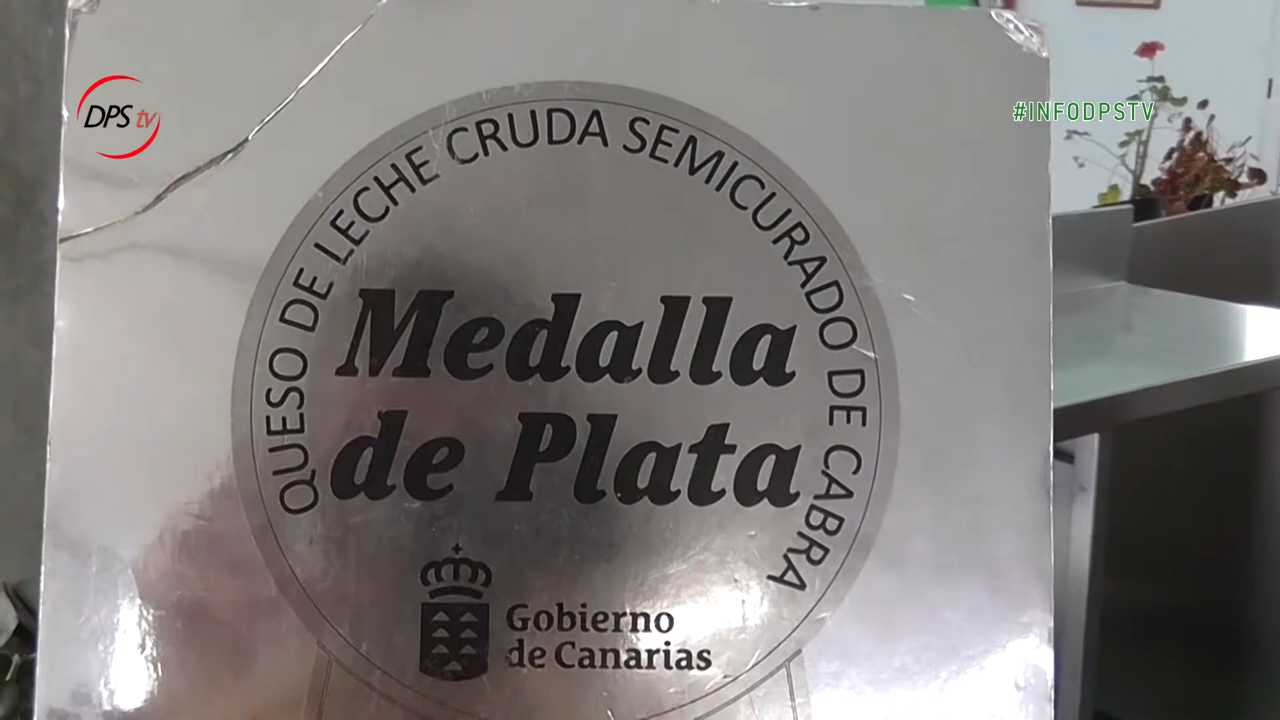 DPS tv
#INFODPSTV
QUESO DE LECHE CRUDA SEMICURADO DE CABRA
Medalla
de Plata
Gobierno
de Canarias